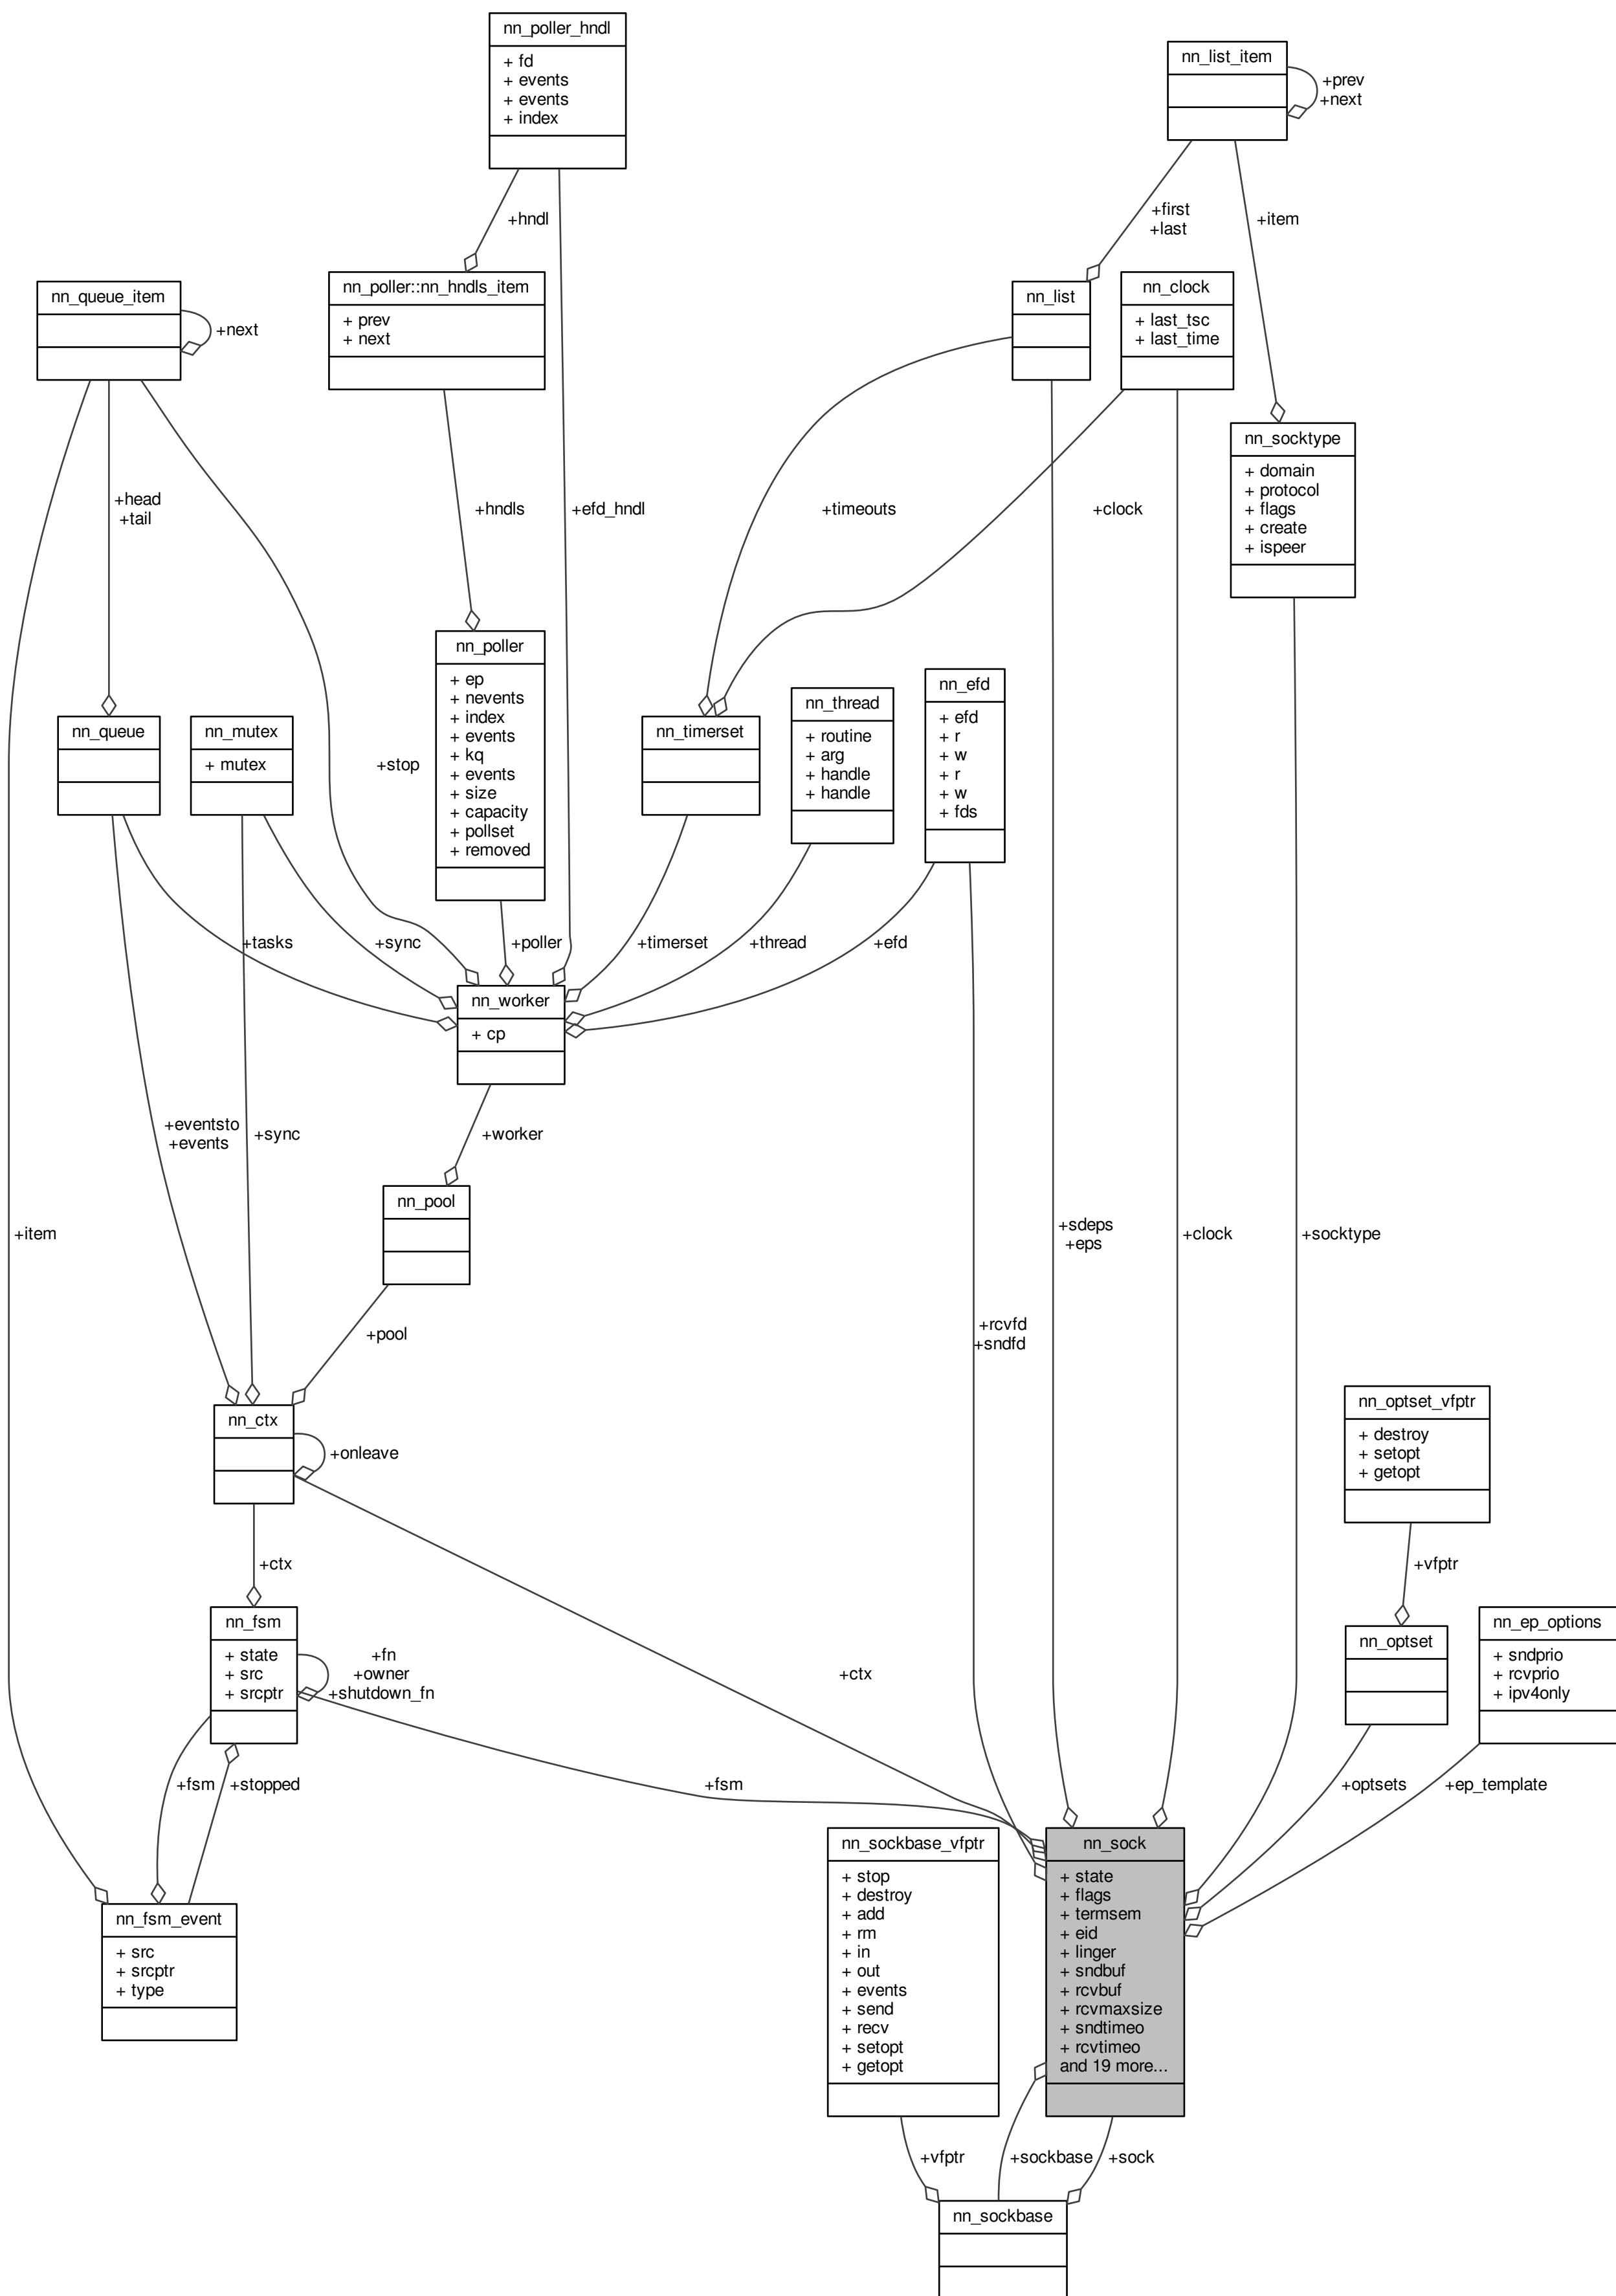 nn_poller_hndl
+ fd
+ events
+ events
+ index
nn_list_item
+prev
+next
+hndl
+first
+last
+item
nn_queue_item
+next
nn_poller::nn_hndls_item
+ prev
+ next
nn_list
nn_clock
+ last_tsc
+ last_time
nn_socktype
+ domain
+ protocol
+ flags
+ create
+ ispeer
+head
+tail
+hndls
+efd_hndl
+timeouts
+clock
nn_poller
+ ep
+ nevents
+ index
+ events
+ kq
+ events
+ size
+ capacity
+ pollset
+ removed
nn_efd
+ efd
+ r
+ w
+ r
+ w
+ fds
nn_thread
+ routine
+ arg
+ handle
+ handle
nn_queue
nn_mutex
+ mutex
+stop
nn_timerset
+tasks
+sync
+poller
+timerset
+thread
+efd
nn_worker
+ cp
+eventsto
+events
+sync
+worker
nn_pool
+item
+sdeps
+eps
+clock
+socktype
+pool
+rcvfd
+sndfd
nn_ctx
+onleave
nn_optset_vfptr
+ destroy
+ setopt
+ getopt
+ctx
+vfptr
nn_fsm
+ state
+ src
+ srcptr
+fn
+owner
+shutdown_fn
+ctx
nn_optset
nn_ep_options
+ sndprio
+ rcvprio
+ ipv4only
+fsm
+stopped
+fsm
+optsets
+ep_template
nn_fsm_event
+ src
+ srcptr
+ type
nn_sockbase_vfptr
+ stop
+ destroy
+ add
+ rm
+ in
+ out
+ events
+ send
+ recv
+ setopt
+ getopt
nn_sock
+ state
+ flags
+ termsem
+ eid
+ linger
+ sndbuf
+ rcvbuf
+ rcvmaxsize
+ sndtimeo
+ rcvtimeo
and 19 more...
+vfptr
+sockbase
+sock
nn_sockbase